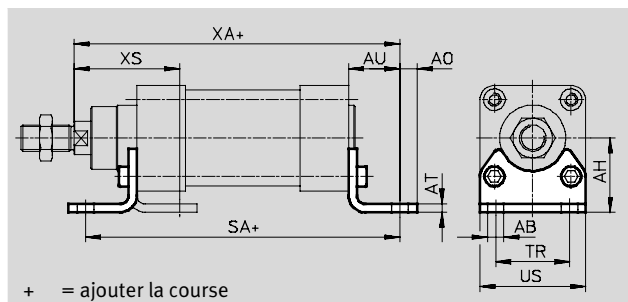 XA+
XS
AU
AO
AT
SA+
AH
AB
TR
US
+ = ajouter la course